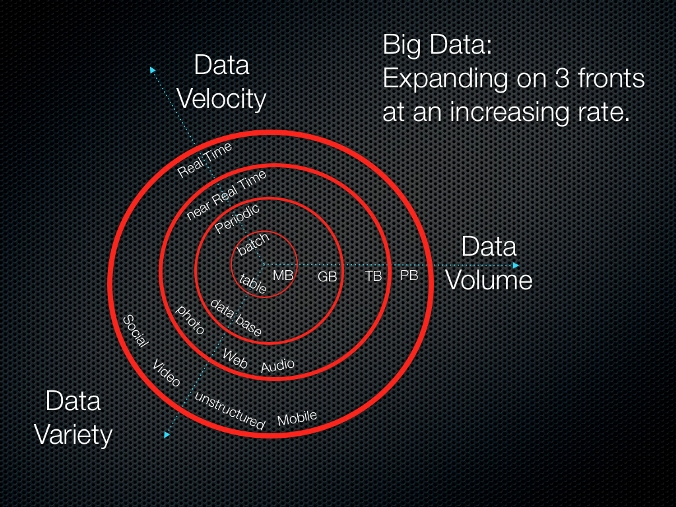 Big Data:
Expanding on 3 fronts
at an increasing rate.
Data
Velocity
Real Time
near Real Time
Periodic
batch
table
MB
GB
TB
PB
Data
Volume
data base
photo
Web
Audio
Social
Video
unstructured
Mobile
Data
Variety